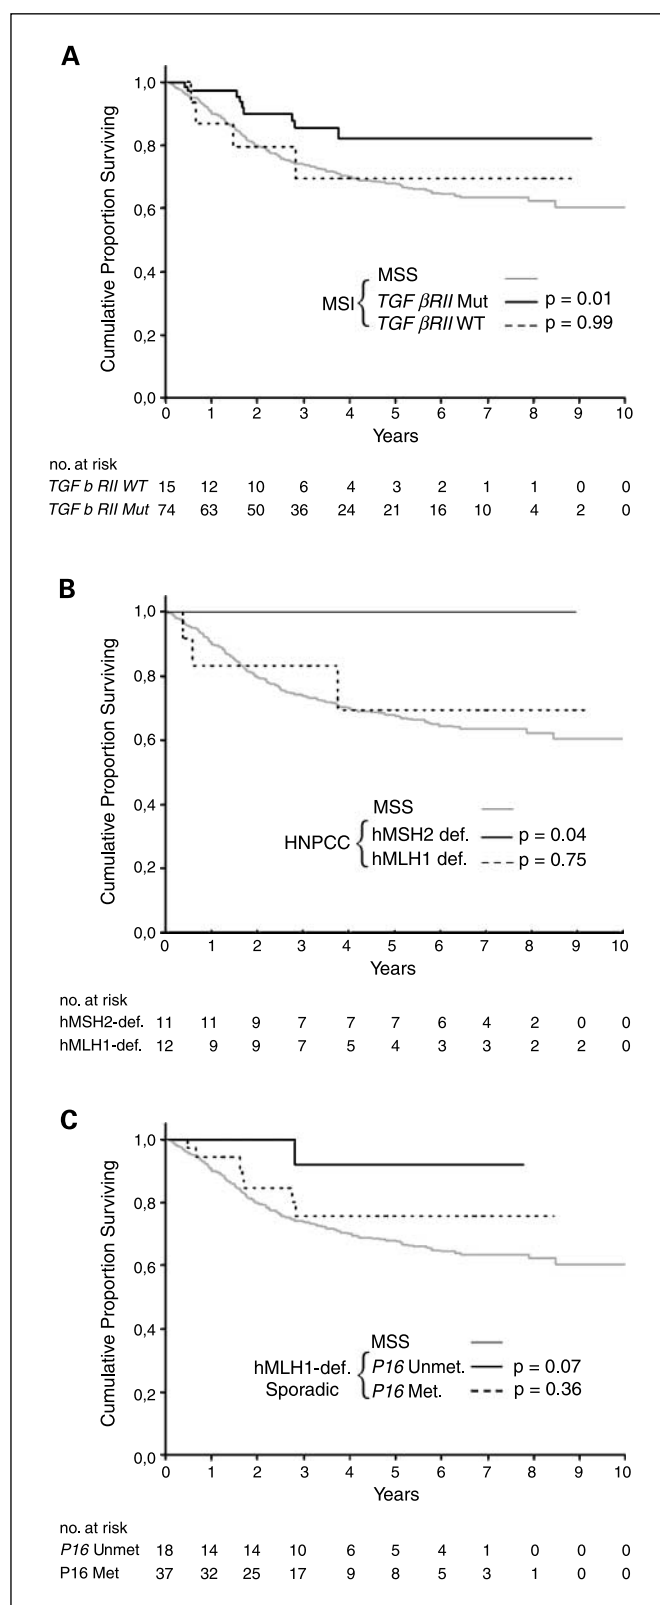 A
Cumulative Proportion Surviving
1,0
0,8
0,6
0,4
0,2
0,0
MSS
MSI { TGF βRII Mut p = 0.01
TGF βRII WT p = 0.99
0 1 2 3 4 5 6 7 8 9 10
Years
no. at risk
TGF b RII WT 15 12 10 6 4 3 2 1 1 0 0
TGF b RII Mut 74 63 50 36 24 21 16 10 4 2 0
B
Cumulative Proportion Surviving
1,0
0,8
0,6
0,4
0,2
0,0
MSS
HNPCC { hMSH2 def. p = 0.04
hMLH1 def. p = 0.75
0 1 2 3 4 5 6 7 8 9 10
Years
no. at risk
hMSH2-def. 11 11 9 7 7 7 6 4 2 0 0
hMLH1-def. 12 9 9 7 5 4 3 3 2 2 0
C
Cumulative Proportion Surviving
1,0
0,8
0,6
0,4
0,2
0,0
MSS
hMLH1-def. { P16 Unmet. p = 0.07
Sporadic P16 Met. p = 0.36
0 1 2 3 4 5 6 7 8 9 10
Years
no. at risk
P16 Unmet 18 14 14 10 6 5 4 1 0 0 0
P16 Met 37 32 25 17 9 8 5 3 1 0 0